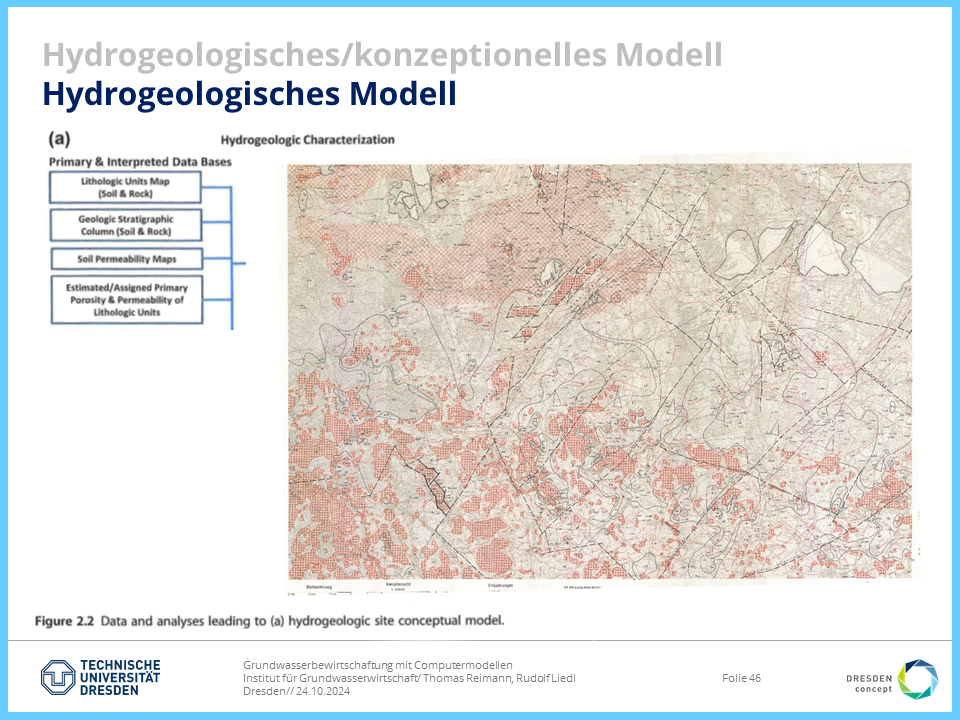 Hydrogeologisches/konzeptionelles Modell
Hydrogeologisches Modell
(a)
Hydrogeologic Characterization
Primary & Interpreted Data Bases
Lithologic Units Map
(Soil & Rock)
Geologic Stratigraphic
Column (Soil & Rock)
Soil Permeability Maps
Estimated/Assigned Primary
Porosity & Permeability of
Lithologic Units
Figure 2.2 Data and analyses leading to (a) hydrogeologic site conceptual model.
TECHNISCHE
UNIVERSITÄT
DRESDEN
Grundwasserbewirtschaftung mit Computermodellen
Institut für Grundwasserwirtschaft/ Thomas Reimann, Rudolf Liedl
Dresden// 24.10.2024
Folie 46
DRESDEN
concept